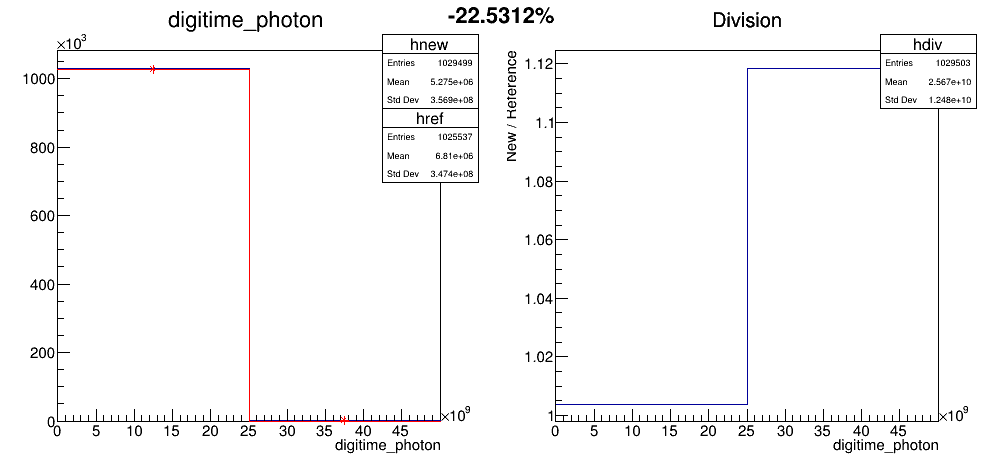 digitime_photon
-22.5312%
Division
×10³
hnew
Entries 1029499
Mean 5.275e+06
Std Dev 3.569e+08
href
Entries 1025537
Mean 6.81e+06
Std Dev 3.474e+08
1000
800
600
400
200
0
0 5 10 15 20 25 30 35 40 45
×10⁹
digitime_photon
hdiv
Entries 1029503
Mean 2.567e+10
Std Dev 1.248e+10
New / Reference
1.12
1.1
1.08
1.06
1.04
1.02
1
0 5 10 15 20 25 30 35 40 45
×10⁹
digitime_photon